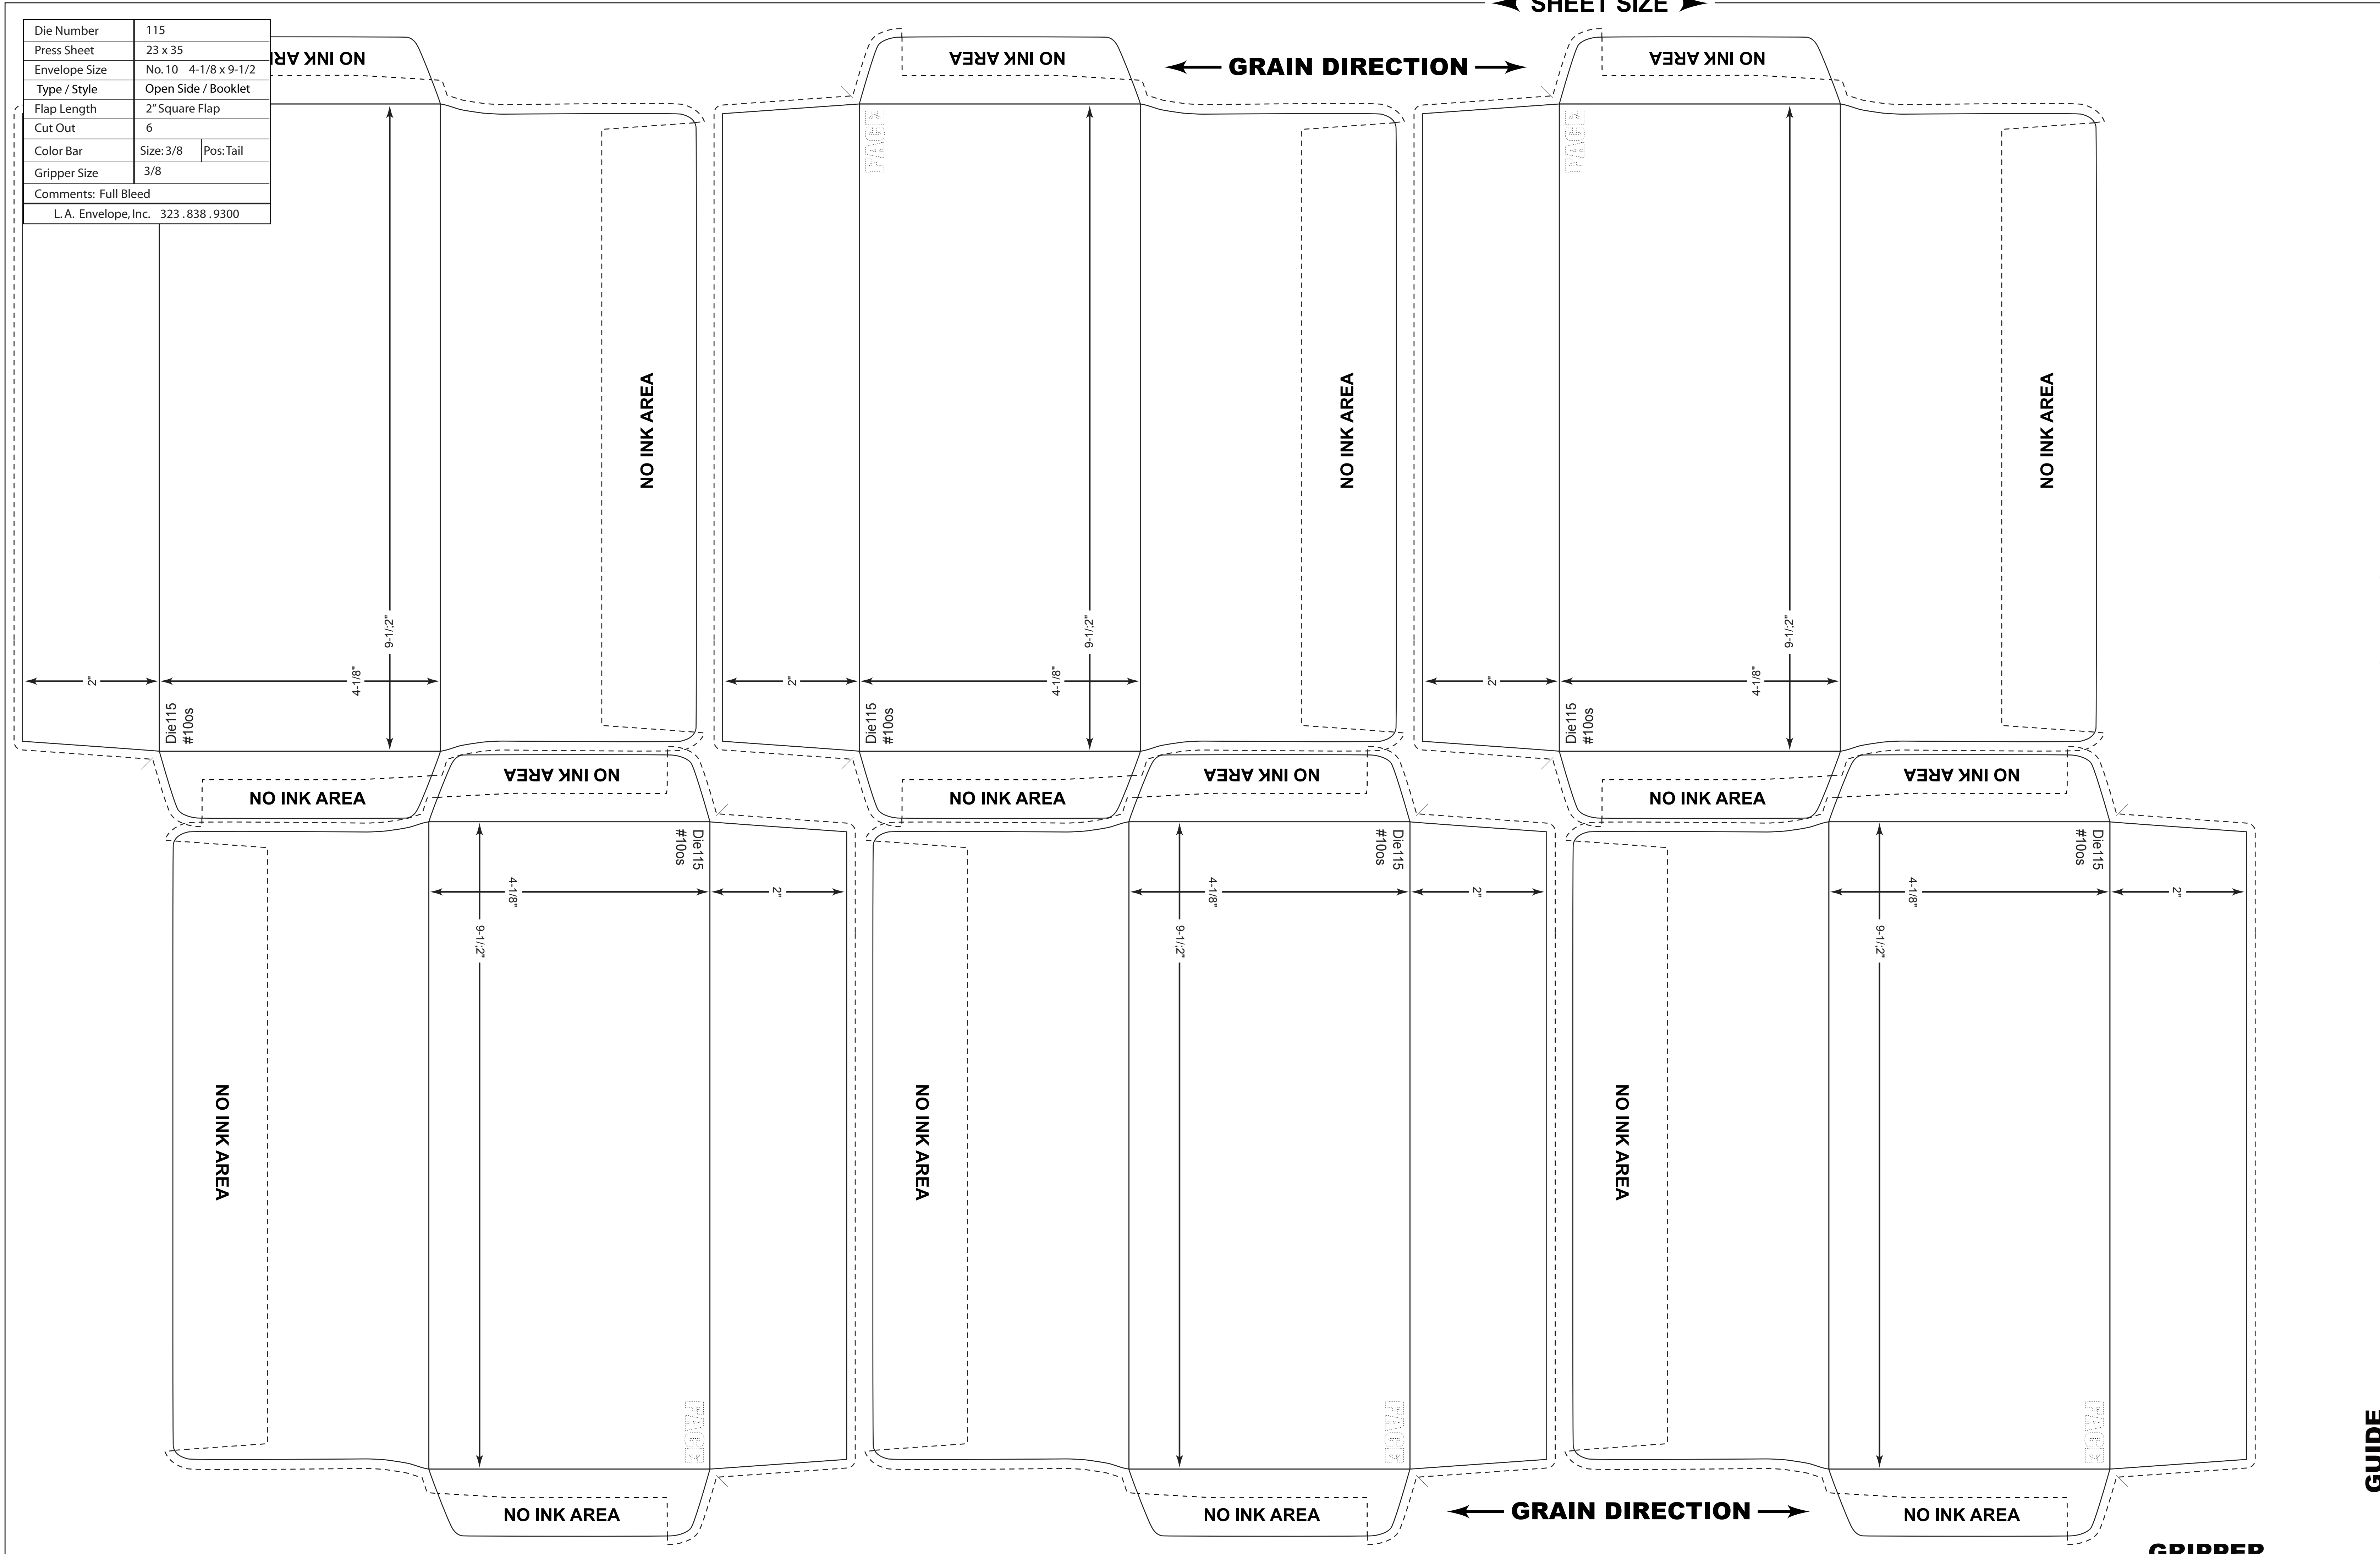 SHEET SIZE
Die Number 115
Press Sheet 23 x 35
Envelope Size No. 10 4-1/8 x 9-1/2
Type / Style Open Side / Booklet
Flap Length 2" Square Flap
Cut Out 6
Color Bar Size: 3/8 Pos: Tail
Gripper Size 3/8
Comments: Full Bleed
L.A. Envelope, Inc. 323.838.9300
NO INK AR
NO INK AREA
GRAIN DIRECTION
NO INK AREA
FACE
FACE
NO INK AREA
NO INK AREA
NO INK AREA
9-1/;2"
9-1/;2"
9-1/;2"
2"
4-1/8"
2"
4-1/8"
2"
4-1/8"
Die115
#10os
Die115
#10os
Die115
#10os
NO INK AREA
NO INK AREA
NO INK AREA
NO INK AREA
NO INK AREA
NO INK AREA
Die115
#10os
Die115
#10os
Die115
#10os
4-1/8"
2"
4-1/8"
2"
4-1/8"
2"
9-1/;2"
9-1/;2"
9-1/;2"
NO INK AREA
NO INK AREA
NO INK AREA
FACE
FACE
FACE
GUIDE
NO INK AREA
NO INK AREA
GRAIN DIRECTION
NO INK AREA
GRIPPER